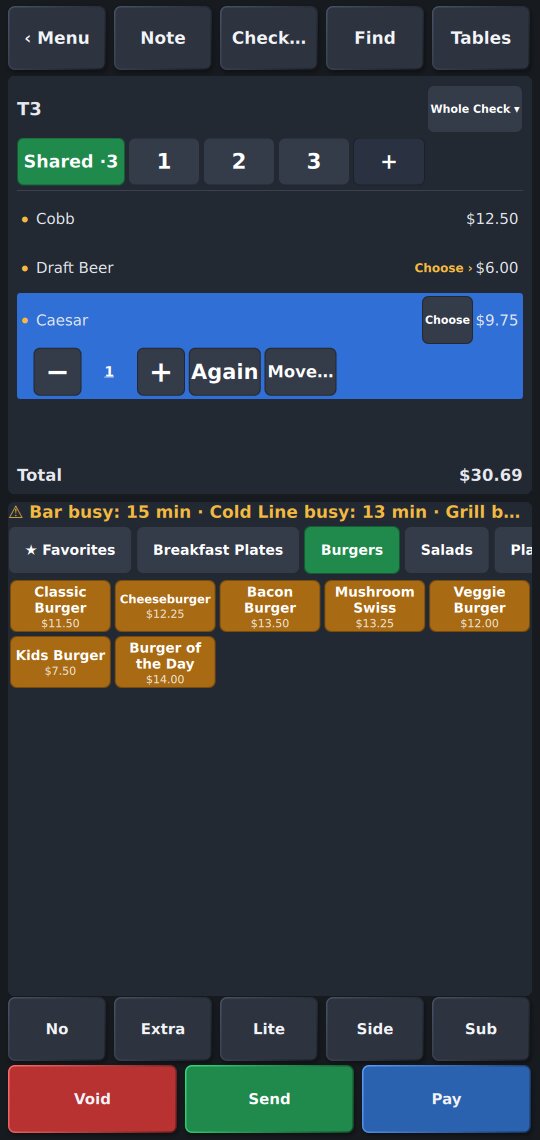 ‹ Menu Note Check... Find Tables
T3 Whole Check ▾
Shared ·3 1 2 3 +
• Cobb $12.50
• Draft Beer Choose › $6.00
• Caesar Choose $9.75
− 1 + Again Move...
Total $30.69
⚠ Bar busy: 15 min · Cold Line busy: 13 min · Grill b...
★ Favorites Breakfast Plates Burgers Salads Pla
Classic Burger $11.50
Cheeseburger $12.25
Bacon Burger $13.50
Mushroom Swiss $13.25
Veggie Burger $12.00
Kids Burger $7.50
Burger of the Day $14.00
No Extra Lite Side Sub
Void Send Pay